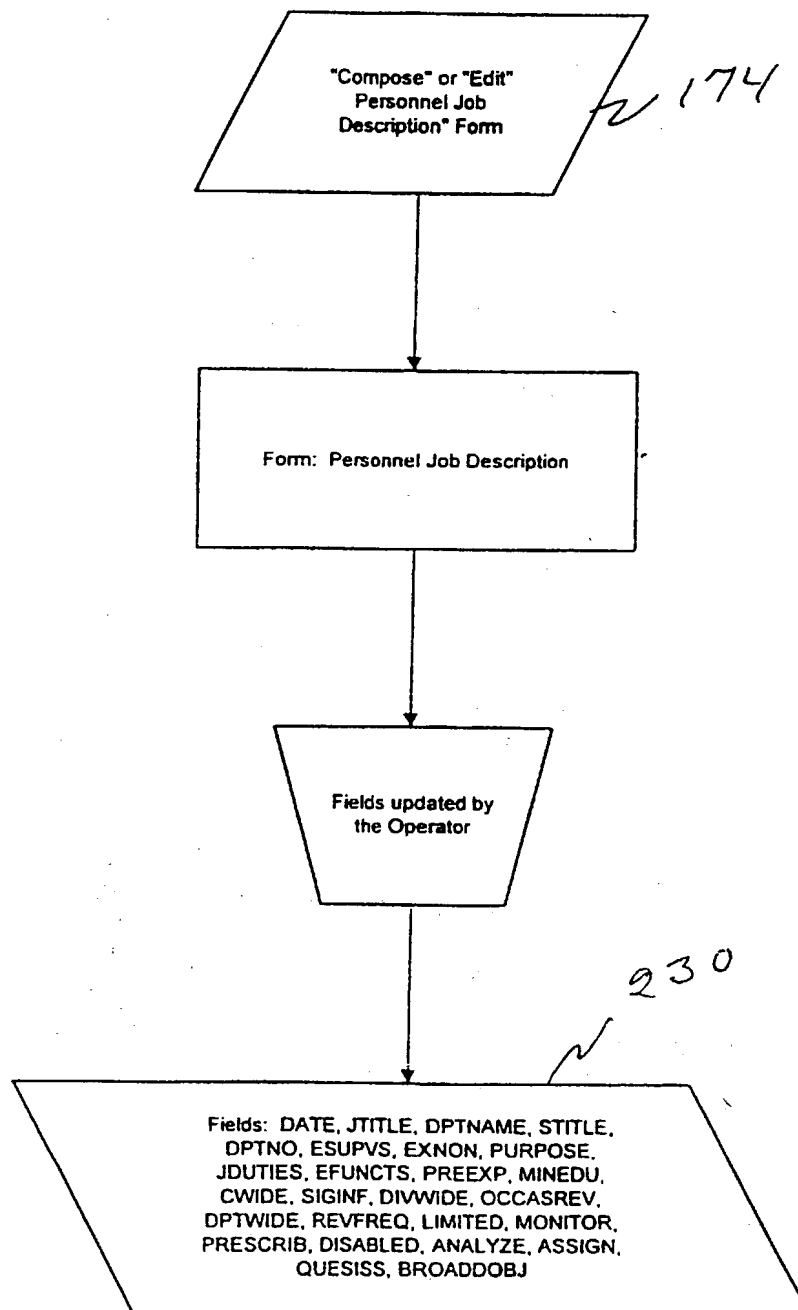 "Compose" or "Edit"
Personnel Job
Description" Form
174
Form: Personnel Job Description
Fields updated by
the Operator
230
Fields: DATE, JTITLE, DPTNAME, STITLE,
DPTNO, ESUPVS, EXNON, PURPOSE,
JDUTIES, EFUNCTS, PREEXP, MINEDU,
CWIDE, SIGINF, DIVWIDE, OCCASREV,
DPTWIDE, REVFREQ, LIMITED, MONITOR,
PRESCRIB, DISABLED, ANALYZE, ASSIGN,
QUESISS, BROADDOBJ